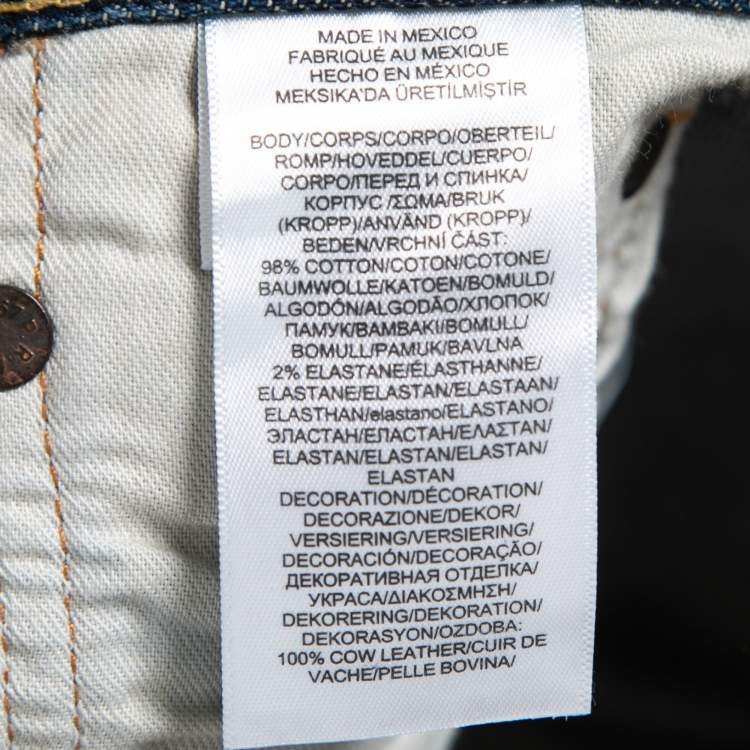 MADE IN MEXICO
FABRIQUÉ AU MEXIQUE
HECHO EN MÉXICO
MEKSIKA'DA ÜRETİLMİŞTİR
BODY/CORPS/CORPO/OBERTEIL/
ROMP/HOVEDDEL/CUERPO/
CORPO/ПЕРЕД И СПИНКА/
КОРПУС /ΣΩΜΑ/BRUK
(KROPP)/ANVÄND (KROPP)/
BEDEN/VRCHNÍ ČÁST:
98% COTTON/COTON/COTONE/
BAUMWOLLE/KATOEN/BOMULD/
ALGODÓN/ALGODÃO/ХЛОПОК/
ПАМУК/ΒΑΜΒΑΚΙ/BOMULL/
BOMULL/PAMUK/BAVLNA
2% ELASTANE/ÉLASTHANNE/
ELASTANE/ELASTAN/ELASTAAN/
ELASTHAN/elastano/ELASTANO/
ЭЛАСТАН/ЕПАСТАН/ΕΛΑΣΤΑΝ/
ELASTAN/ELASTAN/ELASTAN/
ELASTAN
DECORATION/DÉCORATION/
DECORAZIONE/DEKOR/
VERSIERING/VERSIERING/
DECORACIÓN/DECORAÇÃO/
ДЕКОРАТИВНАЯ ОТДЕЛКА/
УКРАСА/ΔΙΑΚΟΣΜΗΣΗ/
DEKORERING/DEKORATION/
DEKORASYON/OZDOBA:
100% COW LEATHER/CUIR DE
VACHE/PELLE BOVINA/